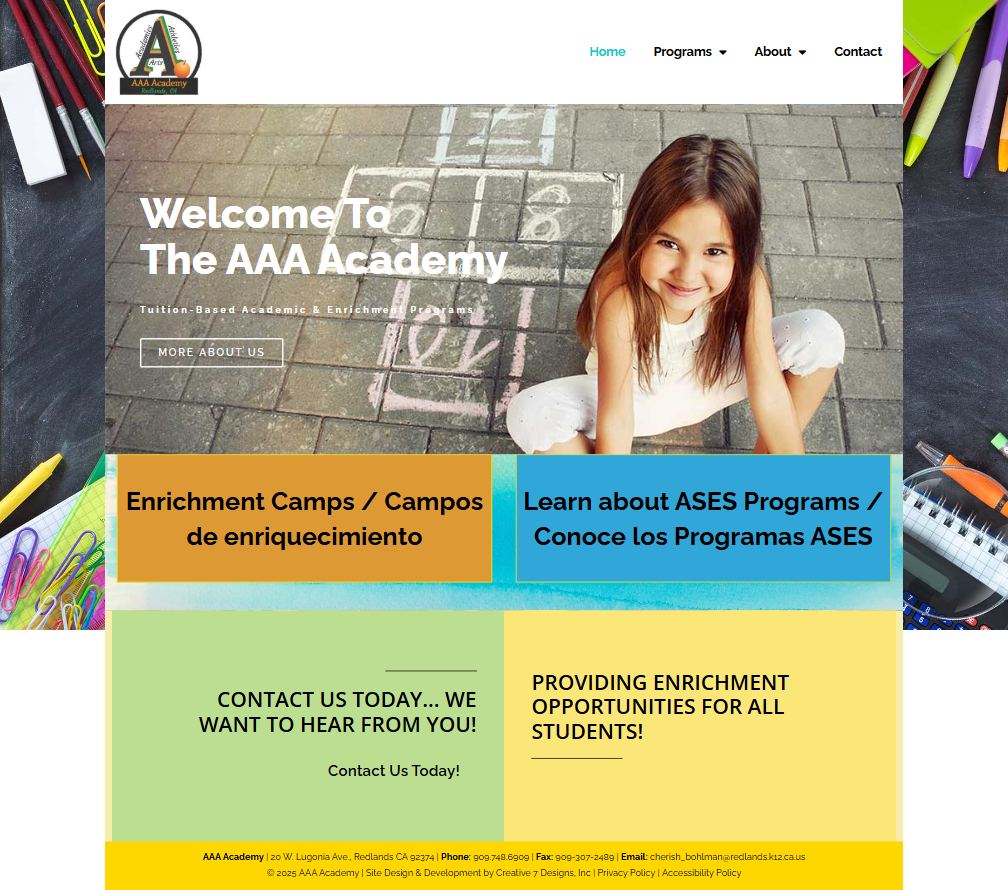 Academics
Athletics
Arts
AAA Academy
Redlands, CA
Home
Programs
About
Contact
Welcome To
The AAA Academy
Tuition-Based Academic & Enrichment Programs
MORE ABOUT US
Enrichment Camps / Campos
de enriquecimiento
Learn about ASES Programs /
Conoce los Programas ASES
CONTACT US TODAY... WE
WANT TO HEAR FROM YOU!
Contact Us Today!
PROVIDING ENRICHMENT
OPPORTUNITIES FOR ALL
STUDENTS!
AAA Academy | 20 W. Lugonia Ave., Redlands CA 92374 | Phone: 909.748.6909 | Fax: 909-307-2489 | Email: cherish_bohlman@redlands.k12.ca.us
© 2025 AAA Academy | Site Design & Development by Creative 7 Designs, Inc | Privacy Policy | Accessibility Policy